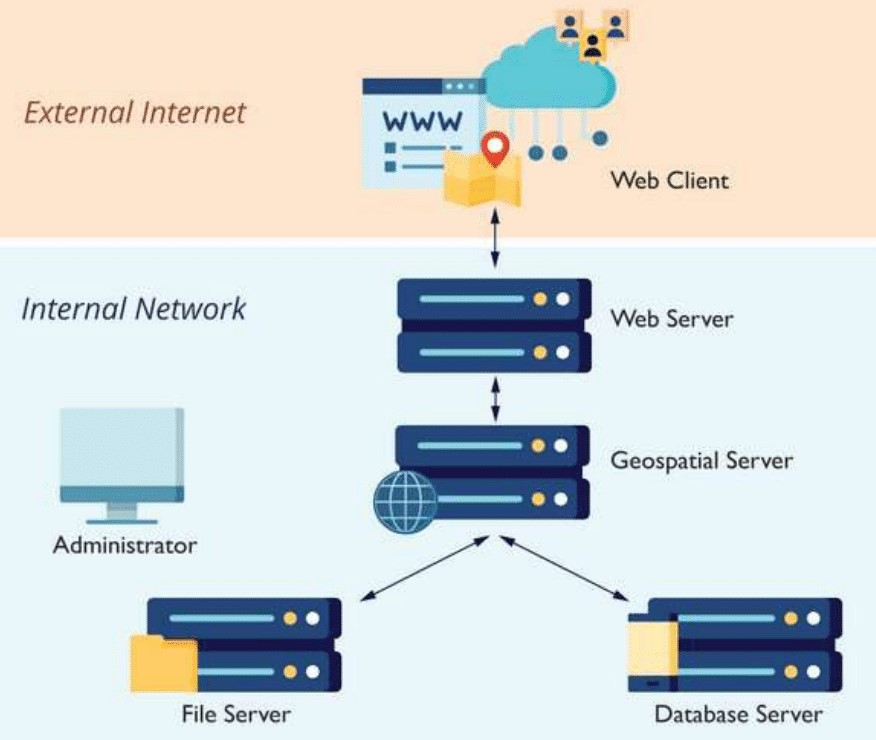 External Internet
WWW
Web Client
Internal Network
Web Server
Geospatial Server
Administrator
File Server
Database Server